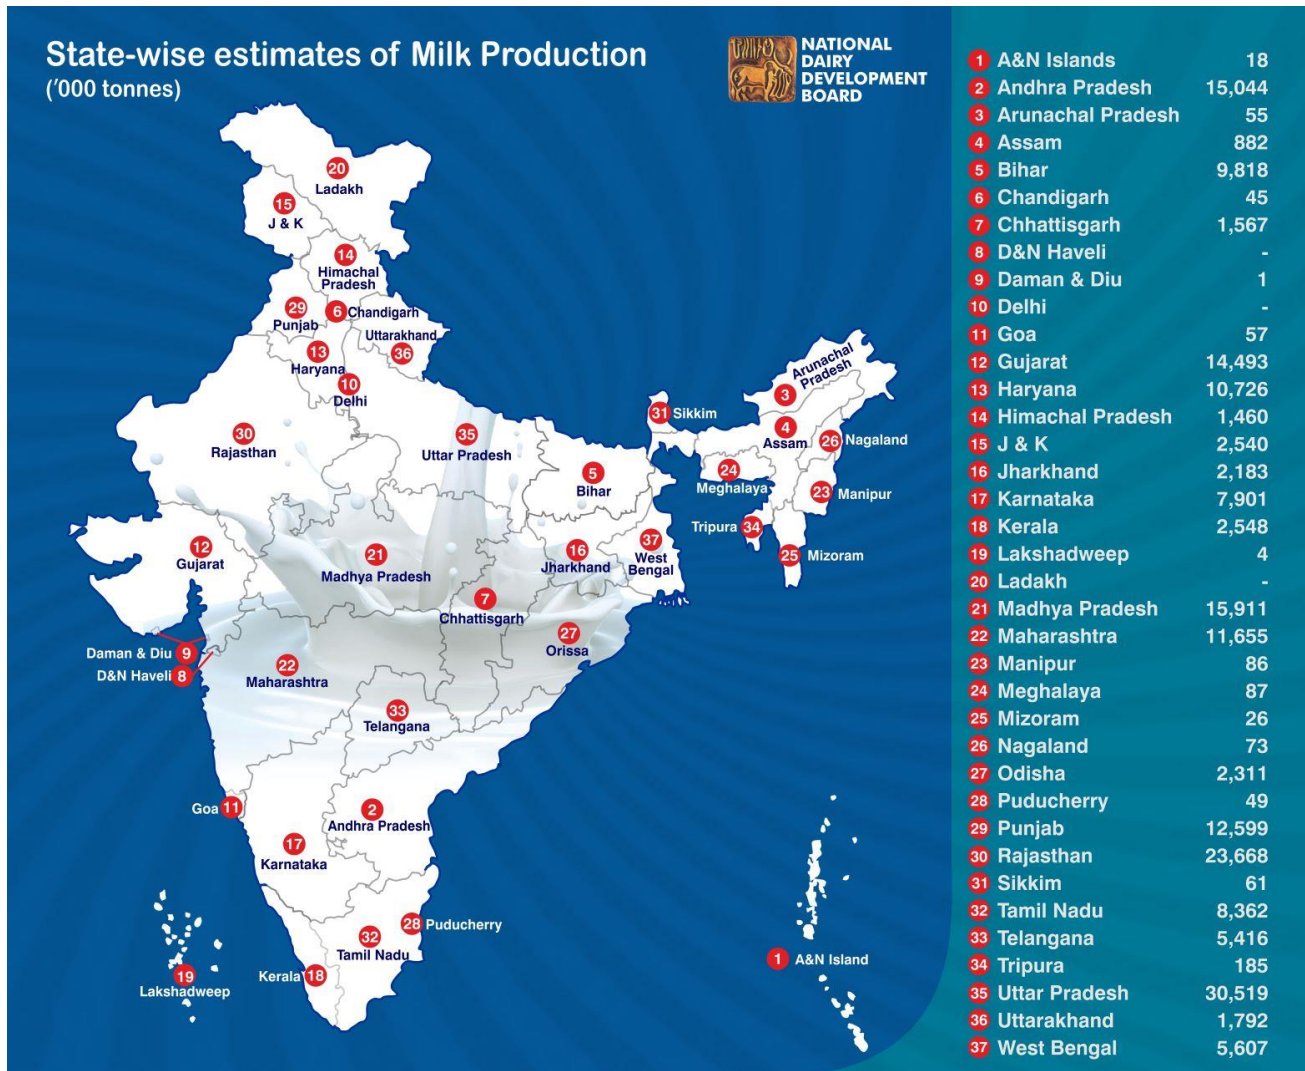 State-wise estimates of Milk Production
('000 tonnes)
NATIONAL
DAIRY
DEVELOPMENT
BOARD
20
Ladakh
15
J & K
14
Himachal
Pradesh
29
Punjab
6 Chandigarh
Uttarakhand
36
13
Haryana
10
Delhi
30
Rajasthan
35
Uttar Pradesh
5
Bihar
31 Sikkim
Arunachal
Pradesh
3
4
Assam
26 Nagaland
24
Meghalaya
23 Manipur
Tripura 34
25 Mizoram
12
Gujarat
21
Madhya Pradesh
16
Jharkhand
37
West
Bengal
7
Chhattisgarh
27
Orissa
Daman & Diu 9
D&N Haveli 8
22
Maharashtra
33
Telangana
Goa 11
2
Andhra Pradesh
17
Karnataka
28 Puducherry
32
Tamil Nadu
Kerala 18
19
Lakshadweep
1 A&N Island
1 A&N Islands 18
2 Andhra Pradesh 15,044
3 Arunachal Pradesh 55
4 Assam 882
5 Bihar 9,818
6 Chandigarh 45
7 Chhattisgarh 1,567
8 D&N Haveli -
9 Daman & Diu 1
10 Delhi -
11 Goa 57
12 Gujarat 14,493
13 Haryana 10,726
14 Himachal Pradesh 1,460
15 J & K 2,540
16 Jharkhand 2,183
17 Karnataka 7,901
18 Kerala 2,548
19 Lakshadweep 4
20 Ladakh -
21 Madhya Pradesh 15,911
22 Maharashtra 11,655
23 Manipur 86
24 Meghalaya 87
25 Mizoram 26
26 Nagaland 73
27 Odisha 2,311
28 Puducherry 49
29 Punjab 12,599
30 Rajasthan 23,668
31 Sikkim 61
32 Tamil Nadu 8,362
33 Telangana 5,416
34 Tripura 185
35 Uttar Pradesh 30,519
36 Uttarakhand 1,792
37 West Bengal 5,607